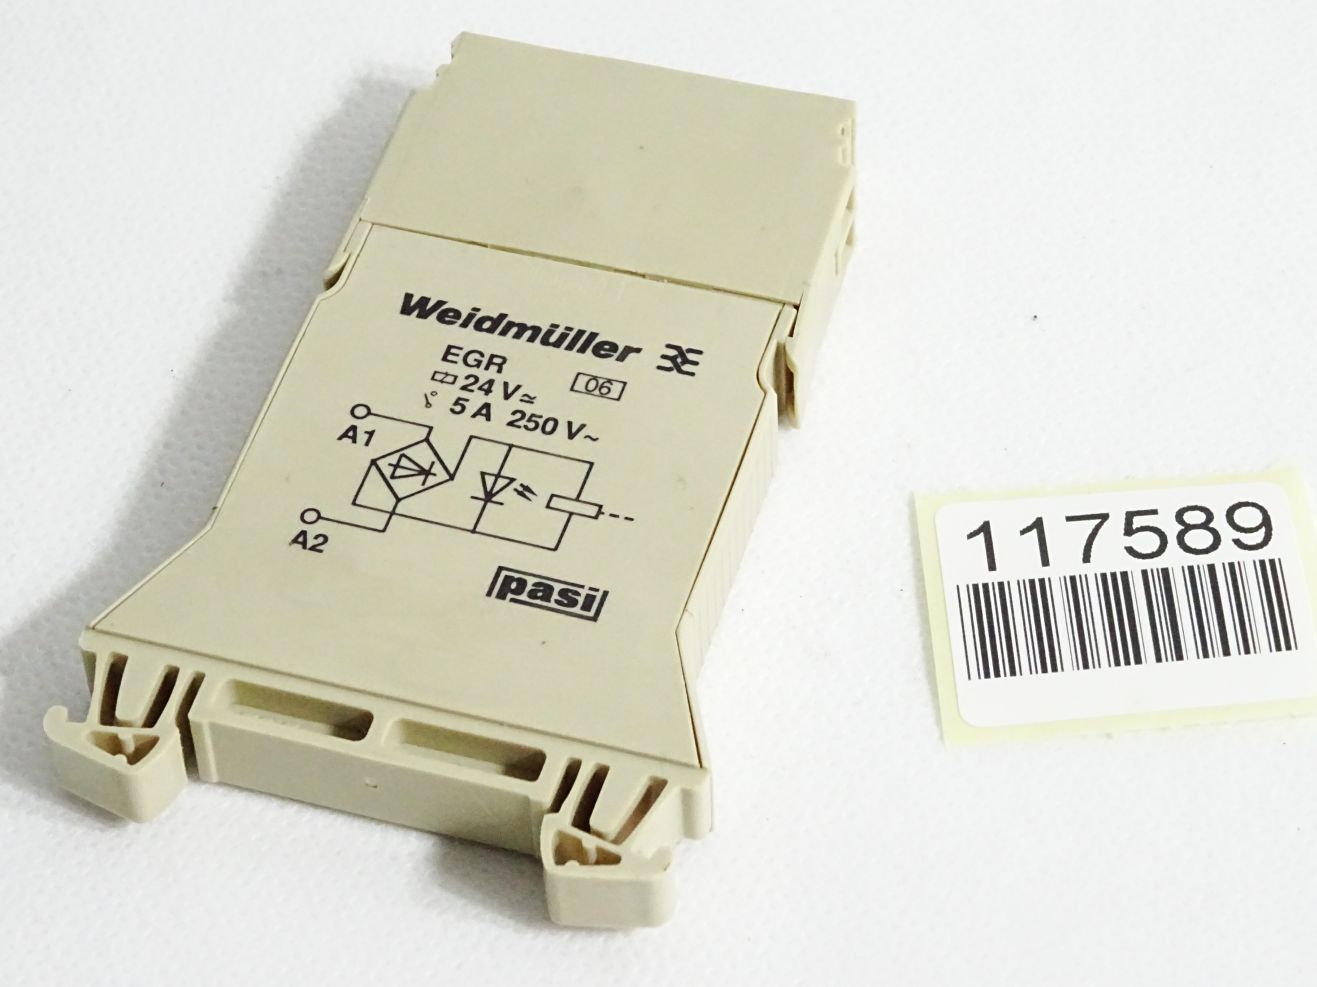 Weidmüller
EGR
06
24 V≃
5 A 250 V~
A1
A2
pasi
117589